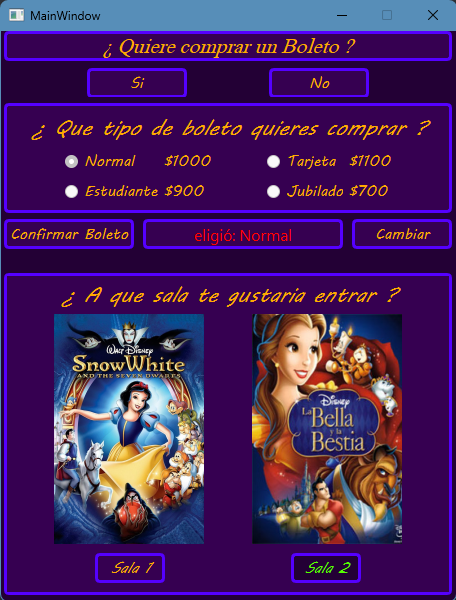 MainWindow
¿ Quiere comprar un Boleto ?
Si
No
¿ Que tipo de boleto quieres comprar ?
Normal $1000
Tarjeta $1100
Estudiante $900
Jubilado $700
Confirmar Boleto
eligió: Normal
Cambiar
¿ A que sala te gustaria entrar ?
WALT DISNEY
SNOW WHITE
AND THE SEVEN DWARFS
DISNEY
La Bella
y la
Bestia
Sala 1
Sala 2